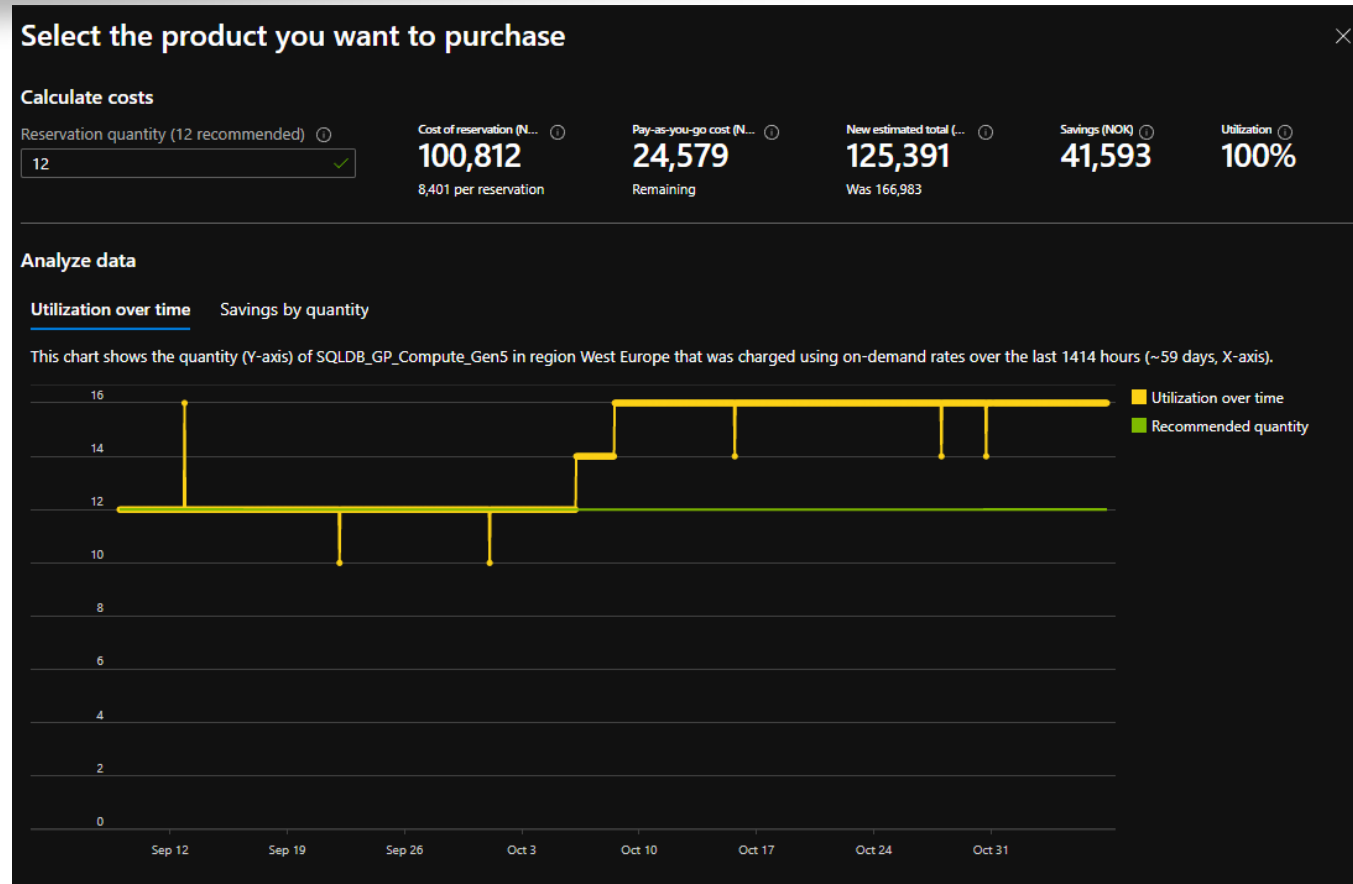 Select the product you want to purchase
Calculate costs
Reservation quantity (12 recommended)
12
Cost of reservation (N...
100,812
8,401 per reservation
Pay-as-you-go cost (N...
24,579
Remaining
New estimated total (...
125,391
Was 166,983
Savings (NOK)
41,593
Utilization
100%
Analyze data
Utilization over time Savings by quantity
This chart shows the quantity (Y-axis) of SQLDB_GP_Compute_Gen5 in region West Europe that was charged using on-demand rates over the last 1414 hours (~59 days, X-axis).
16
14
12
10
8
6
4
2
0
Sep 12 Sep 19 Sep 26 Oct 3 Oct 10 Oct 17 Oct 24 Oct 31
Utilization over time
Recommended quantity